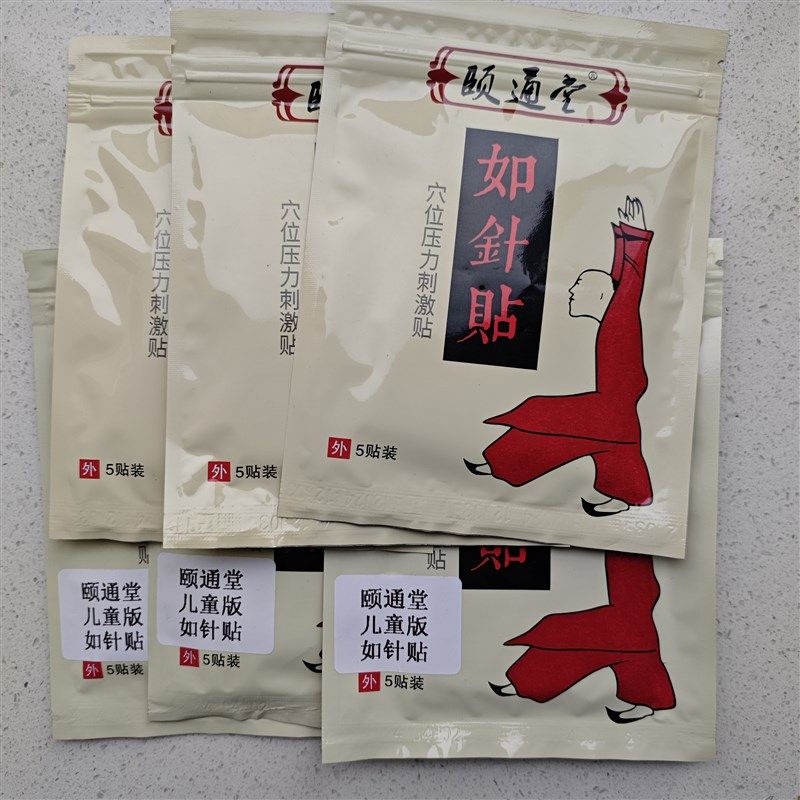 颐通堂®
如針貼
穴位压力刺激贴
外 5贴装
穴位压力刺激贴
外 5贴装
穴位压力刺激贴
外 5贴装
贴
颐通堂
儿童版
如针贴
外 5贴装
颐通堂
儿童版
如针贴
外 5贴装
贴
貼
颐通堂
儿童版
如针贴
外 5贴装